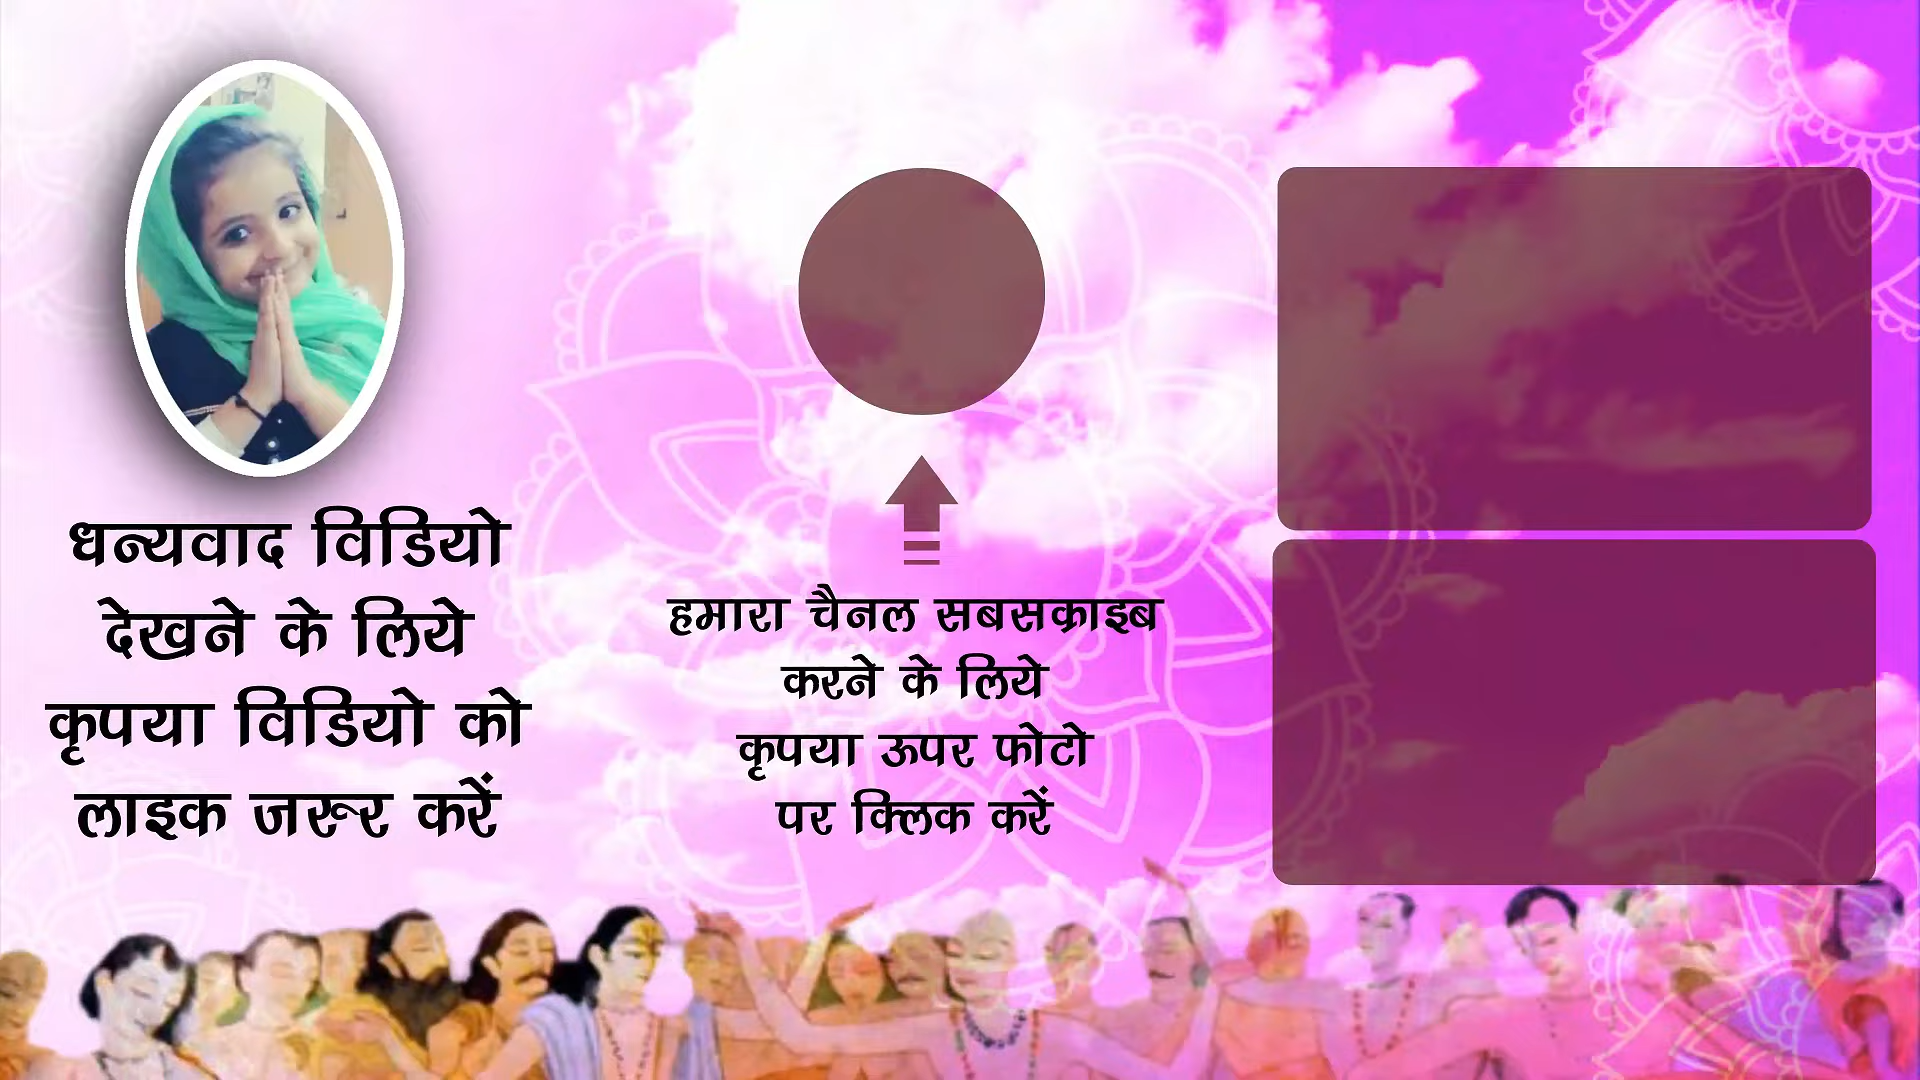 धन्यवाद विडियो
देखने के लिये
कृपया विडियो को
लाइक जरूर करें
हमारा चैनल सबसक्राइब
करने के लिये
कृपया ऊपर फोटो
पर क्लिक करें